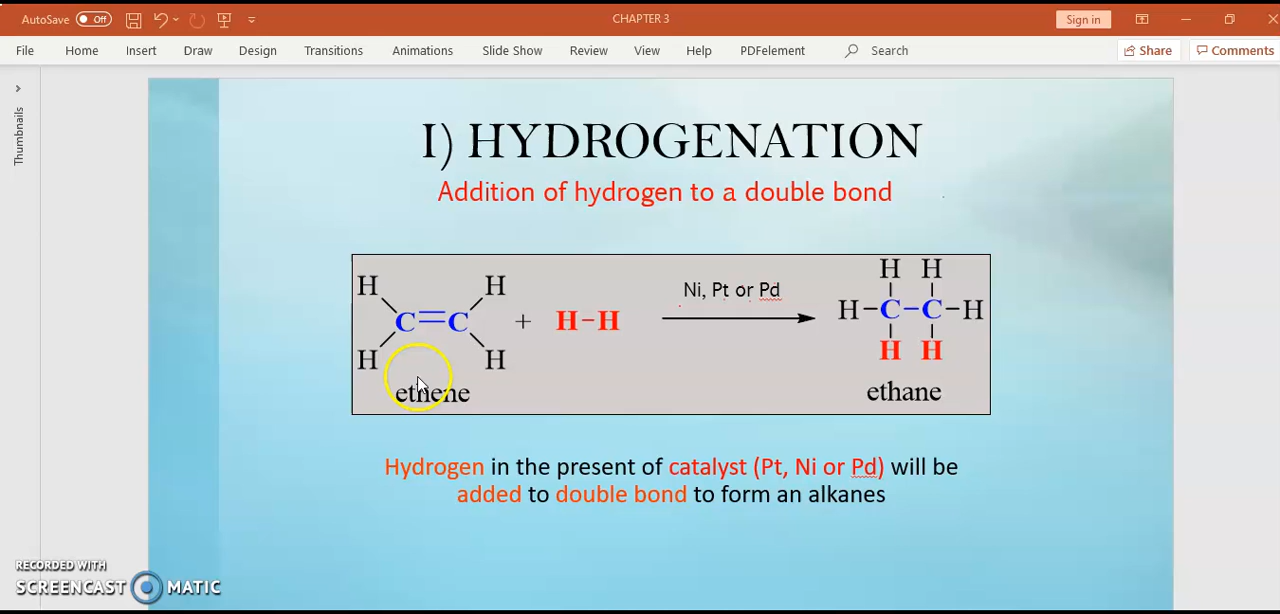 AutoSave Off CHAPTER 3 Sign in
File Home Insert Draw Design Transitions Animations Slide Show Review View Help PDFelement Search Share Comments
Thumbnails
I) HYDROGENATION
Addition of hydrogen to a double bond
H H H H
Ni, Pt or Pd
C=C + H-H H-C-C-H
H H H H
ethene ethane
Hydrogen in the present of catalyst (Pt, Ni or Pd) will be
added to double bond to form an alkanes
RECORDED WITH
SCREENCAST MATIC